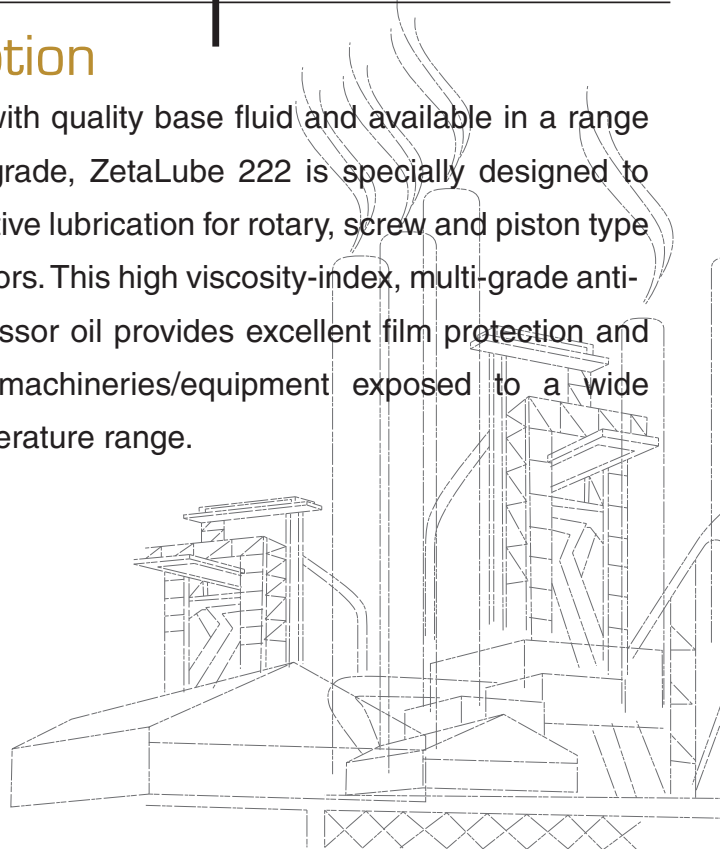 ption
with quality base fluid and available in a range
grade, ZetaLube 222 is specially designed to
tive lubrication for rotary, screw and piston type
ors. This high viscosity-index, multi-grade anti-
ssor oil provides excellent film protection and
machineries/equipment exposed to a wide
erature range.